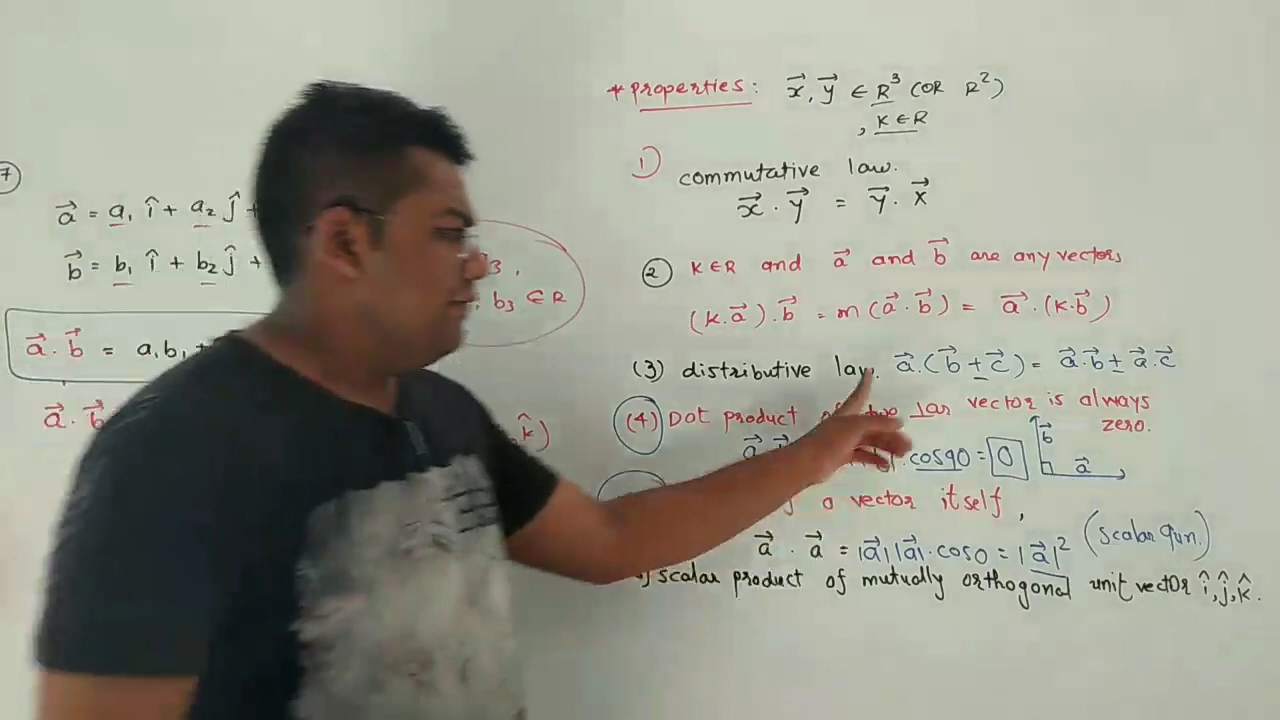 7
a⃗ = a₁ î + a₂ ĵ +
b⃗ = b₁ î + b₂ ĵ +
3,
, b₃ ∈ R
a⃗ . b⃗ = a₁b₁ +
a⃗ . b⃗
k̂)
* properties: x⃗, y⃗ ∈ R³ (OR R²)
, K ∈ R
1) commutative law.
x⃗ . y⃗ = y⃗ . x⃗
(2) K∈R and a⃗ and b⃗ are any vectors
(k.a⃗).b⃗ = m(a⃗.b⃗) = a⃗.(k.b⃗)
(3) distributive law. a⃗.(b⃗ ± c⃗) = a⃗.b⃗ ± a⃗.c⃗
(4) Dot product of two ⊥ar vector is always
zero.
a⃗ . cos90 = 0 b⃗ a⃗
a vector itself,
a⃗ . a⃗ = |a⃗| |a⃗| . cos0 = |a⃗|² (scalar qun.)
) scalar product of mutually orthogonal unit vector î, ĵ, k̂.